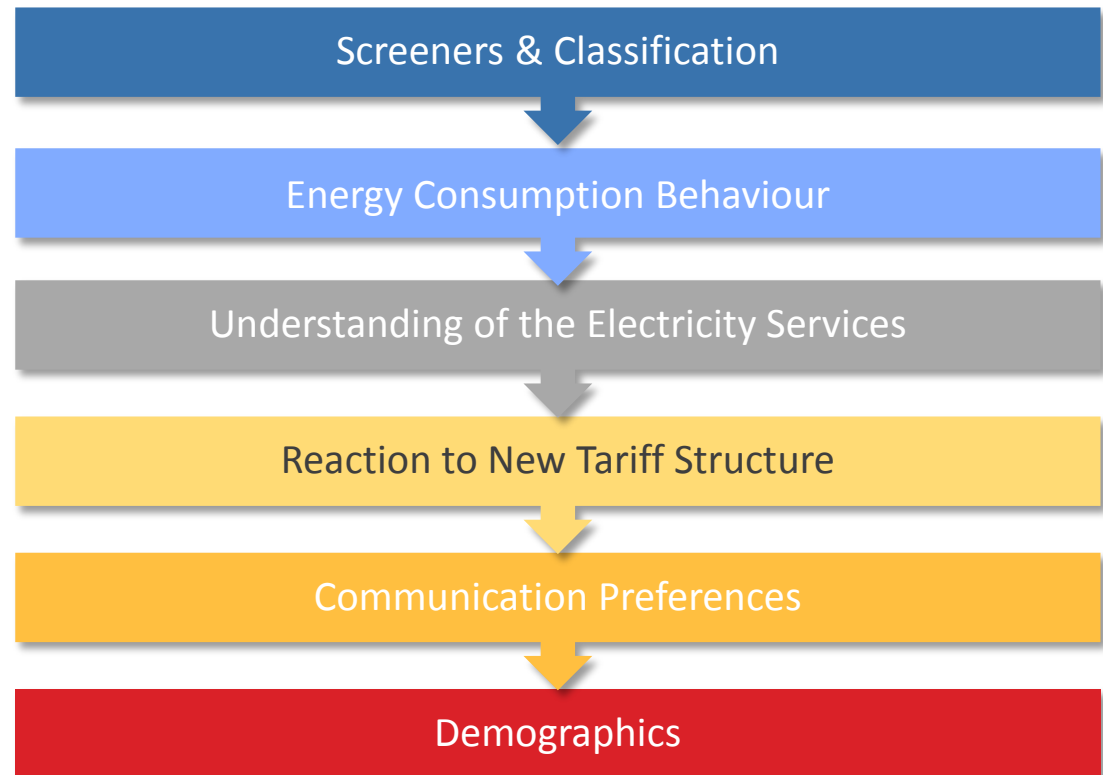 Screeners & Classification
Energy Consumption Behaviour
Understanding of the Electricity Services
Reaction to New Tariff Structure
Communication Preferences
Demographics